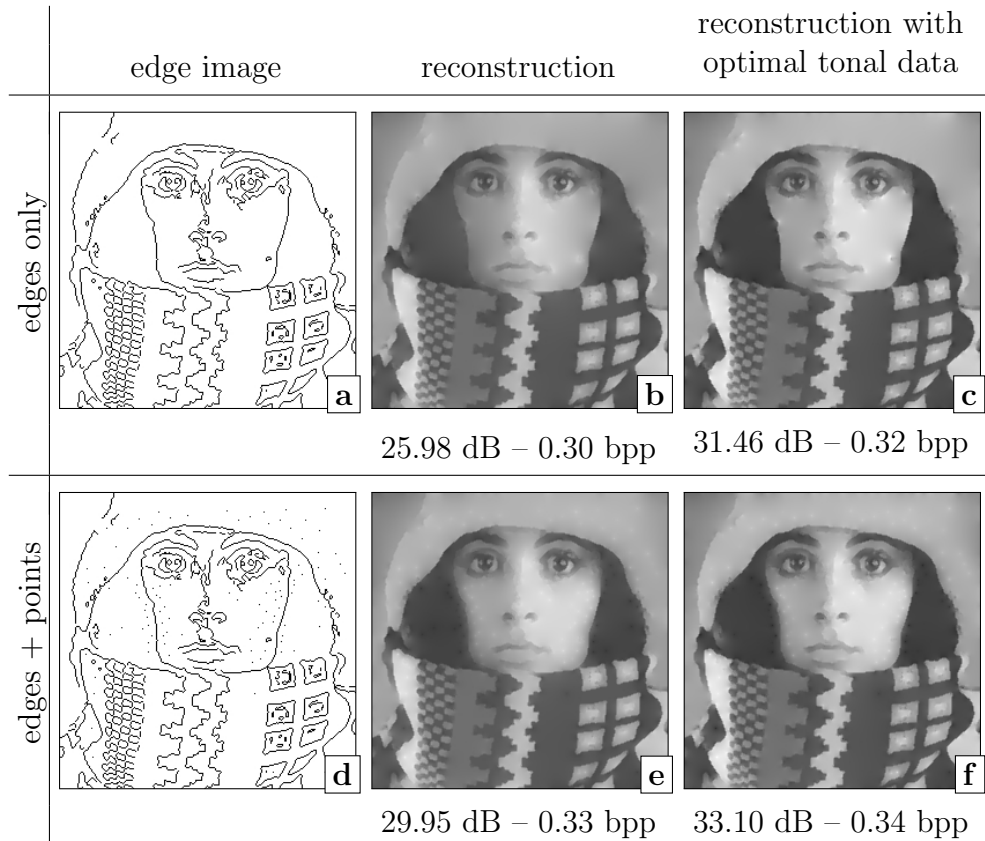 edge image
reconstruction
reconstruction with
optimal tonal data
edges only
a
b
c
25.98 dB – 0.30 bpp
31.46 dB – 0.32 bpp
edges + points
d
e
f
29.95 dB – 0.33 bpp
33.10 dB – 0.34 bpp